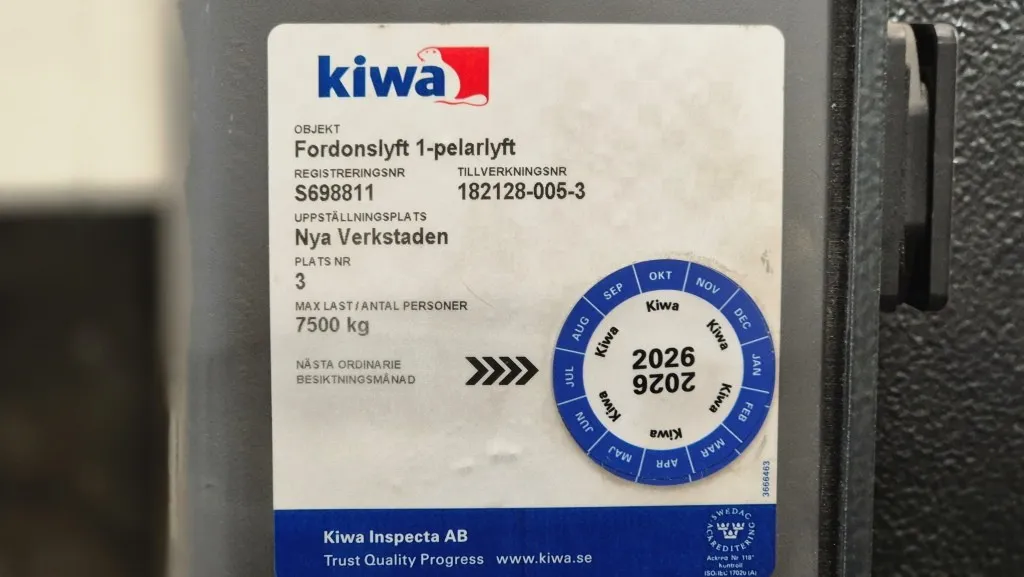 kiwa
OBJEKT
Fordonslyft 1-pelarlyft
REGISTRERINGSNR TILLVERKNINGSNR
S698811 182128-005-3
UPPSTÄLLNINGSPLATS
Nya Verkstaden
PLATS NR
3
MAX LAST / ANTAL PERSONER
7500 kg
NÄSTA ORDINARIE
BESIKTNINGSMÅNAD
JAN
FEB
MAR
APR
MAJ
JUN
JUL
AUG
SEP
OKT
NOV
DEC
Kiwa
Kiwa
Kiwa
Kiwa
Kiwa
Kiwa
2026
2026
3666463
Kiwa Inspecta AB
Trust Quality Progress www.kiwa.se
SWEDAC
ACKREDITERING
Kontroll